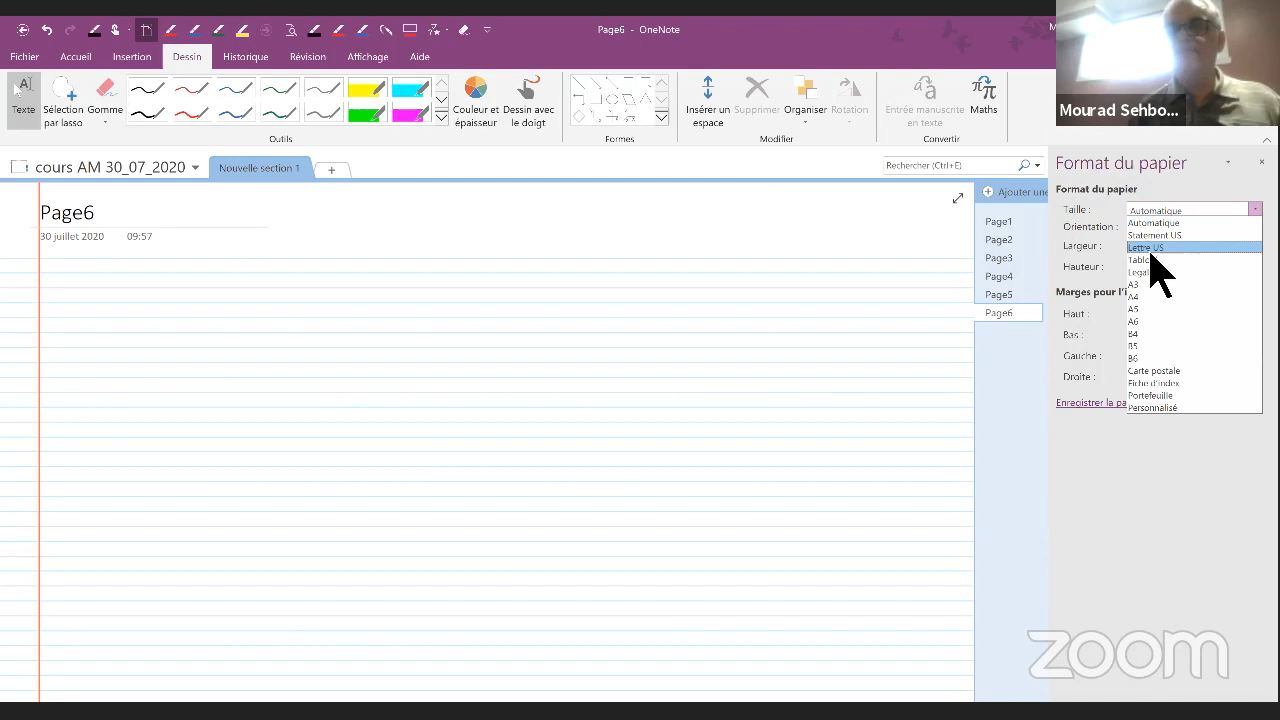 Page6 - OneNote
M
Fichier Accueil Insertion Dessin Historique Révision Affichage Aide
Texte
Sélection par lasso
Gomme
Couleur et épaisseur
Dessin avec le doigt
Insérer un espace
Supprimer
Organiser
Rotation
Entrée manuscrite en texte
Maths
Outils
Formes
Modifier
Convertir
Mourad Sehbo...
cours AM 30_07_2020
Nouvelle section 1
+
Rechercher (Ctrl+E)
Page6
30 juillet 2020 09:57
Ajouter une
Page1
Page2
Page3
Page4
Page5
Page6
Format du papier
Format du papier
Taille : Automatique
Orientation :
Largeur :
Hauteur :
Marges pour l'i
Haut :
Bas :
Gauche :
Droite :
Enregistrer la pa
Automatique
Statement US
Lettre US
Tablo
Legal
A3
A4
A5
A6
B4
B5
B6
Carte postale
Fiche d'index
Portefeuille
Personnalisé
zoom